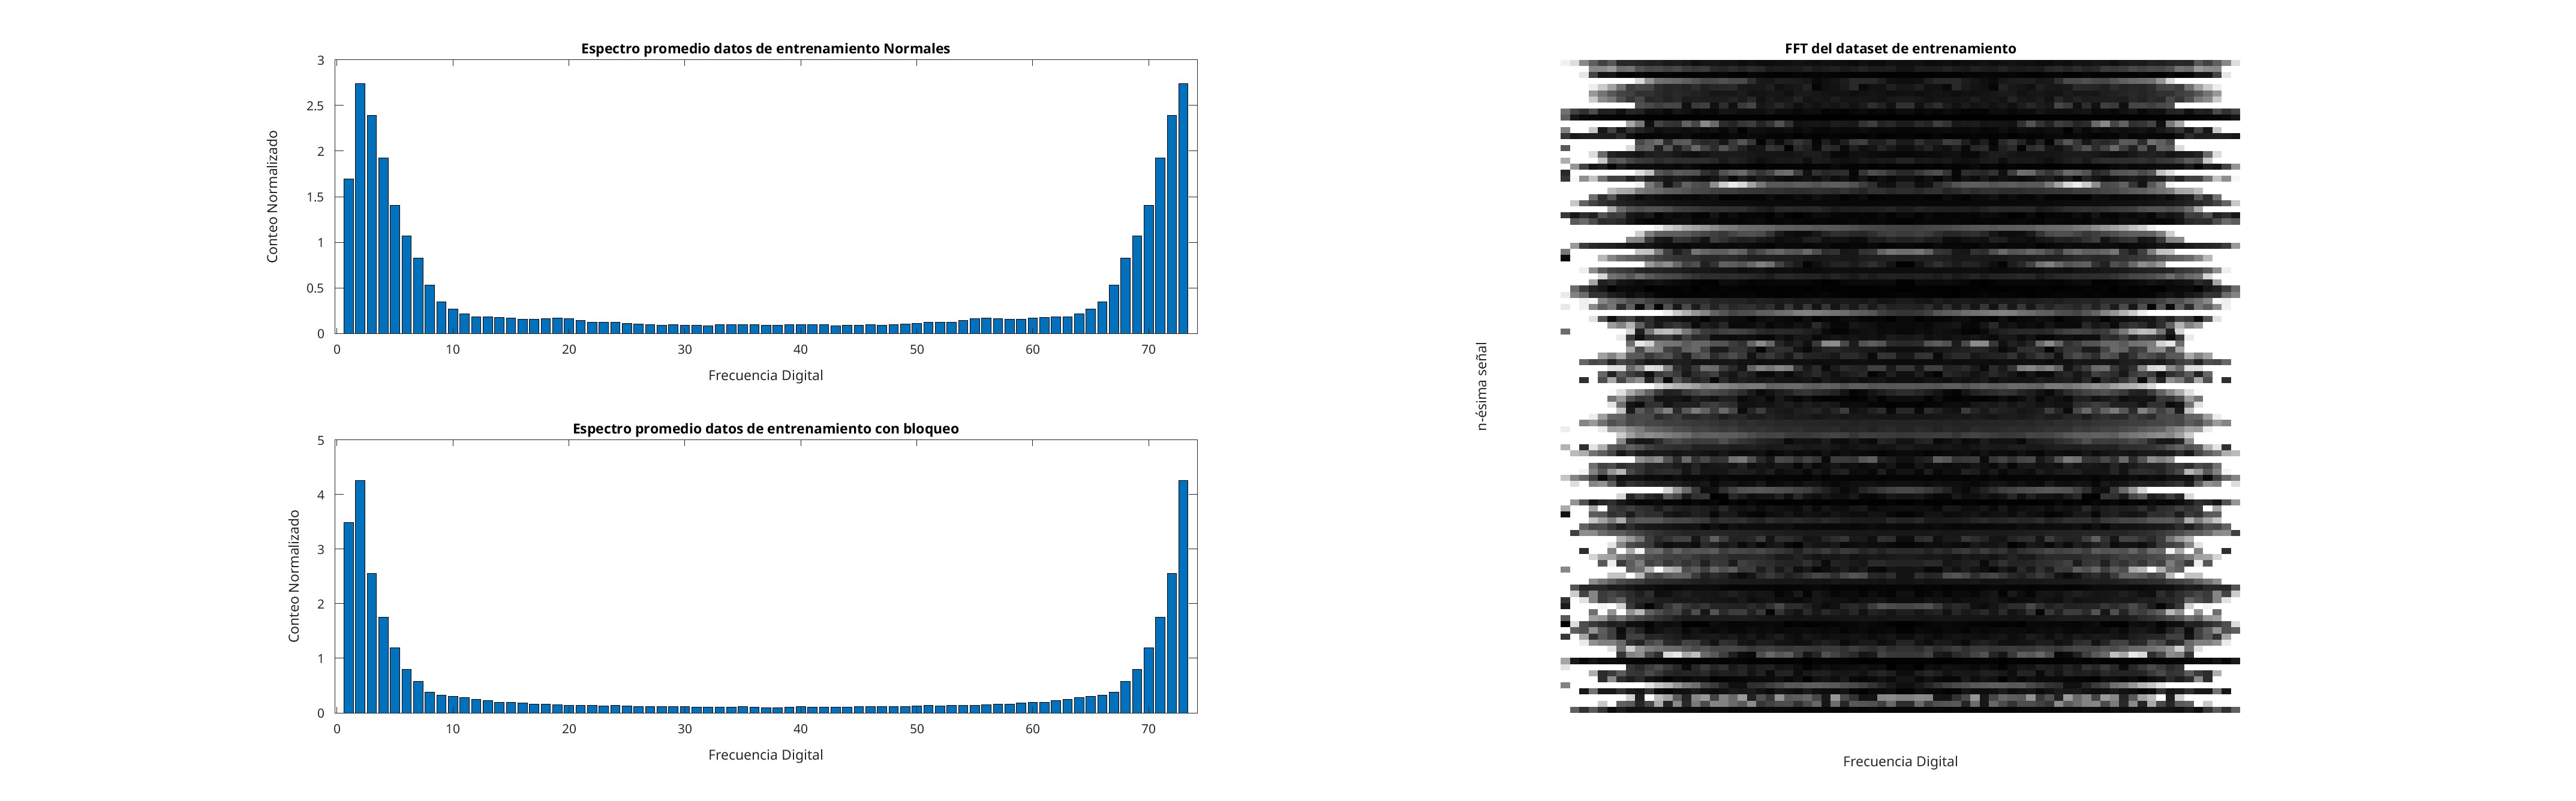 Espectro promedio datos de entrenamiento Normales
3
2.5
2
1.5
1
0.5
0
Conteo Normalizado
0 10 20 30 40 50 60 70
Frecuencia Digital
Espectro promedio datos de entrenamiento con bloqueo
5
4
3
2
1
0
Conteo Normalizado
0 10 20 30 40 50 60 70
Frecuencia Digital
FFT del dataset de entrenamiento
n-ésima señal
Frecuencia Digital